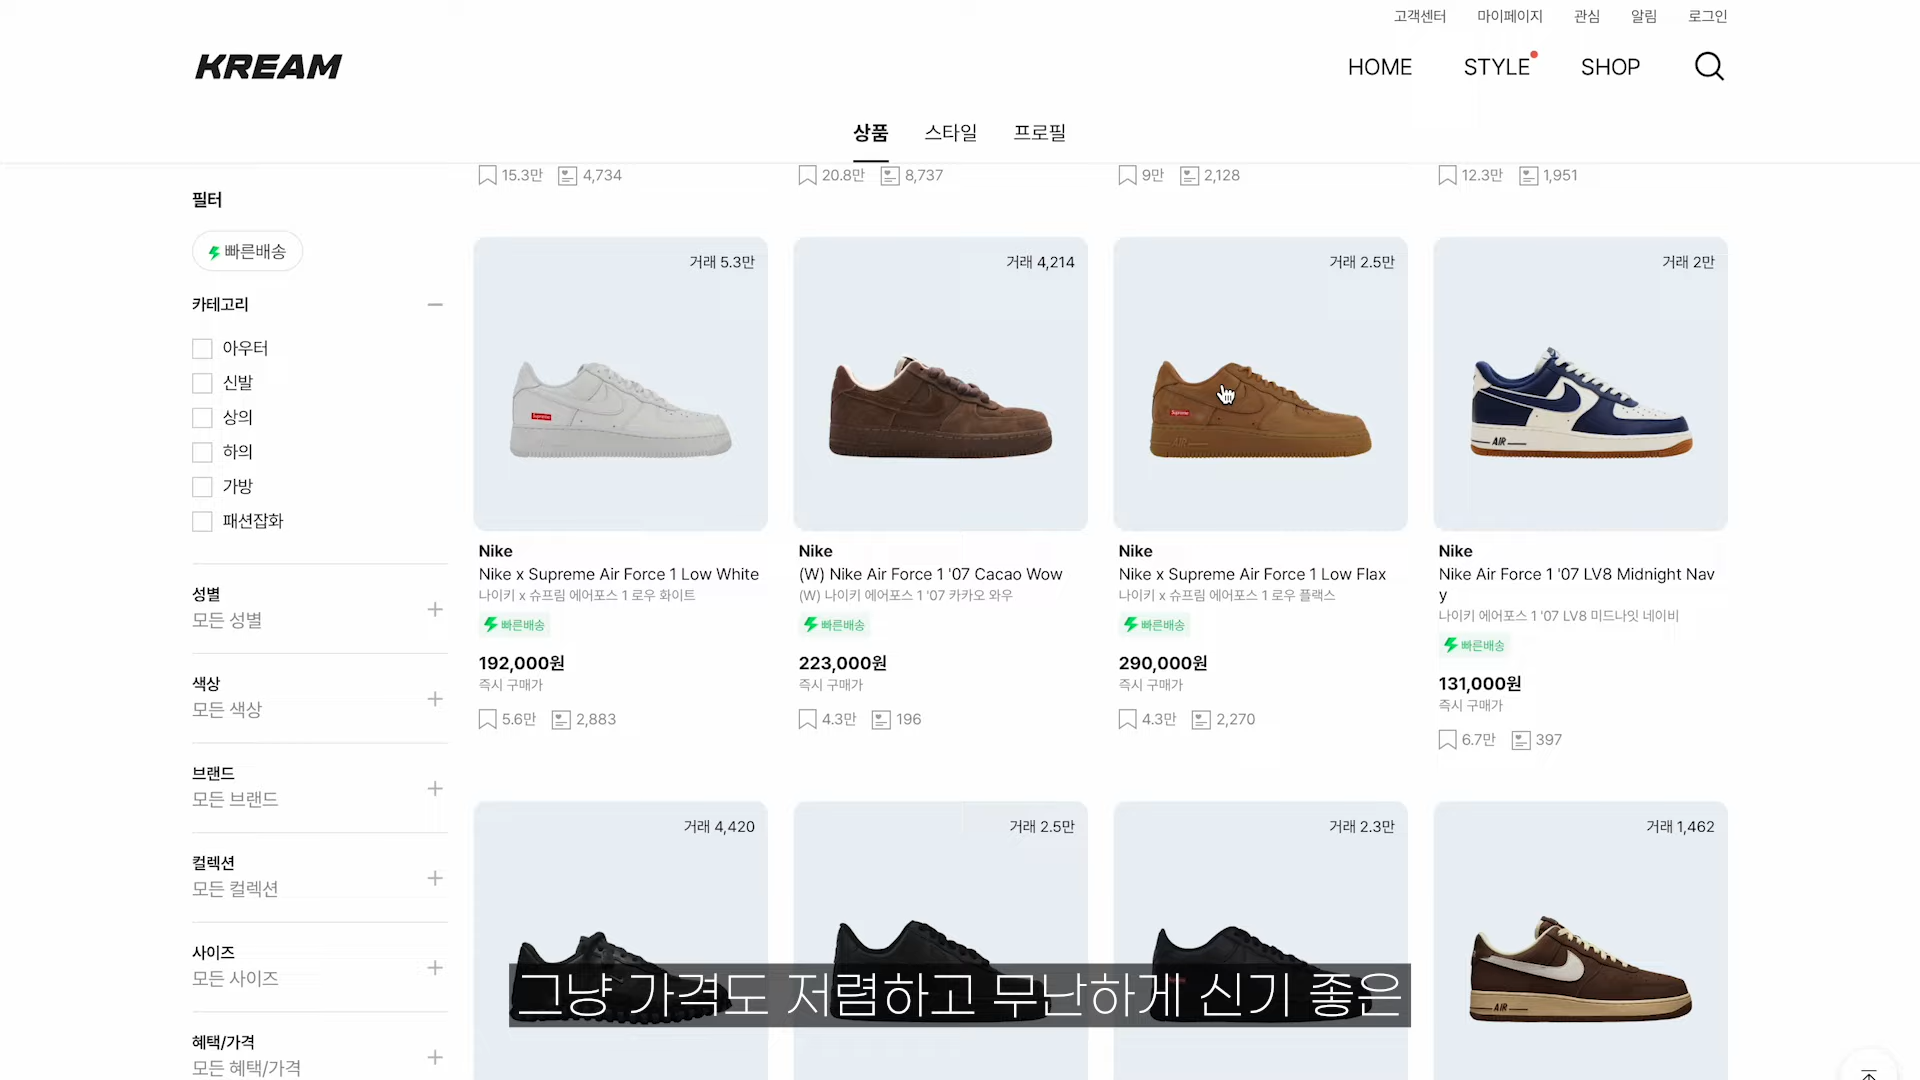 고객센터 마이페이지 관심 알림 로그인
KREAM
HOME STYLE SHOP
상품 스타일 프로필
15.3만 4,734 20.8만 8,737 9만 2,128 12.3만 1,951
필터
빠른배송
카테고리
아우터
신발
상의
하의
가방
패션잡화
성별
모든 성별
색상
모든 색상
브랜드
모든 브랜드
컬렉션
모든 컬렉션
사이즈
모든 사이즈
혜택/가격
모든 혜택/가격
거래 5.3만
Supreme
Nike
Nike x Supreme Air Force 1 Low White
나이키 x 슈프림 에어포스 1 로우 화이트
빠른배송
192,000원
즉시 구매가
5.6만 2,883
거래 4,214
Nike
(W) Nike Air Force 1 '07 Cacao Wow
(W) 나이키 에어포스 1 '07 카카오 와우
빠른배송
223,000원
즉시 구매가
4.3만 196
거래 2.5만
Supreme
AIR
Nike
Nike x Supreme Air Force 1 Low Flax
나이키 x 슈프림 에어포스 1 로우 플랙스
빠른배송
290,000원
즉시 구매가
4.3만 2,270
거래 2만
AIR
Nike
Nike Air Force 1 '07 LV8 Midnight Nav
y
나이키 에어포스 1 '07 LV8 미드나잇 네이비
빠른배송
131,000원
즉시 구매가
6.7만 397
거래 4,420
거래 2.5만
거래 2.3만
거래 1,462
AIR
그냥 가격도 저렴하고 무난하게 신기 좋은